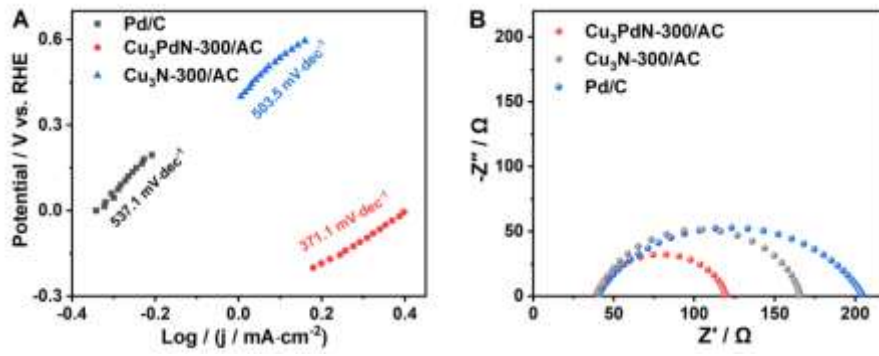 A
Pd/C
Cu₃PdN-300/AC
Cu₃N-300/AC
503.5 mV·dec⁻¹
537.1 mV·dec⁻¹
371.1 mV·dec⁻¹
Potential / V vs. RHE
0.6
0.3
0.0
-0.3
-0.4 -0.2 0.0 0.2 0.4
Log / (j / mA·cm⁻²)
B
Cu₃PdN-300/AC
Cu₃N-300/AC
Pd/C
-Z″ / Ω
200
150
100
50
0
0 50 100 150 200
Z' / Ω